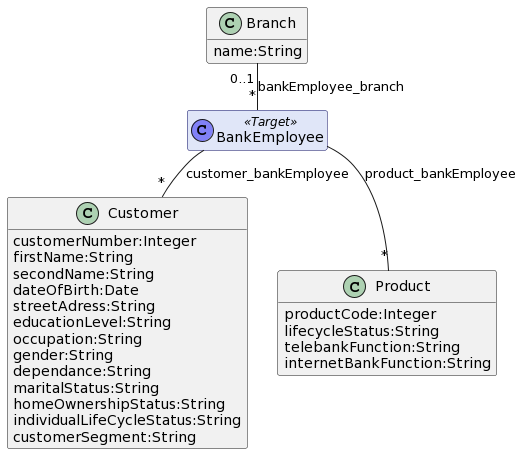 C Branch
name:String
0..1
bankEmployee_branch
*
«Target»
C BankEmployee
customer_bankEmployee
product_bankEmployee
*
C Customer
customerNumber:Integer
firstName:String
secondName:String
dateOfBirth:Date
streetAdress:String
educationLevel:String
occupation:String
gender:String
dependance:String
maritalStatus:String
homeOwnershipStatus:String
individualLifeCycleStatus:String
customerSegment:String
*
C Product
productCode:Integer
lifecycleStatus:String
telebankFunction:String
internetBankFunction:String